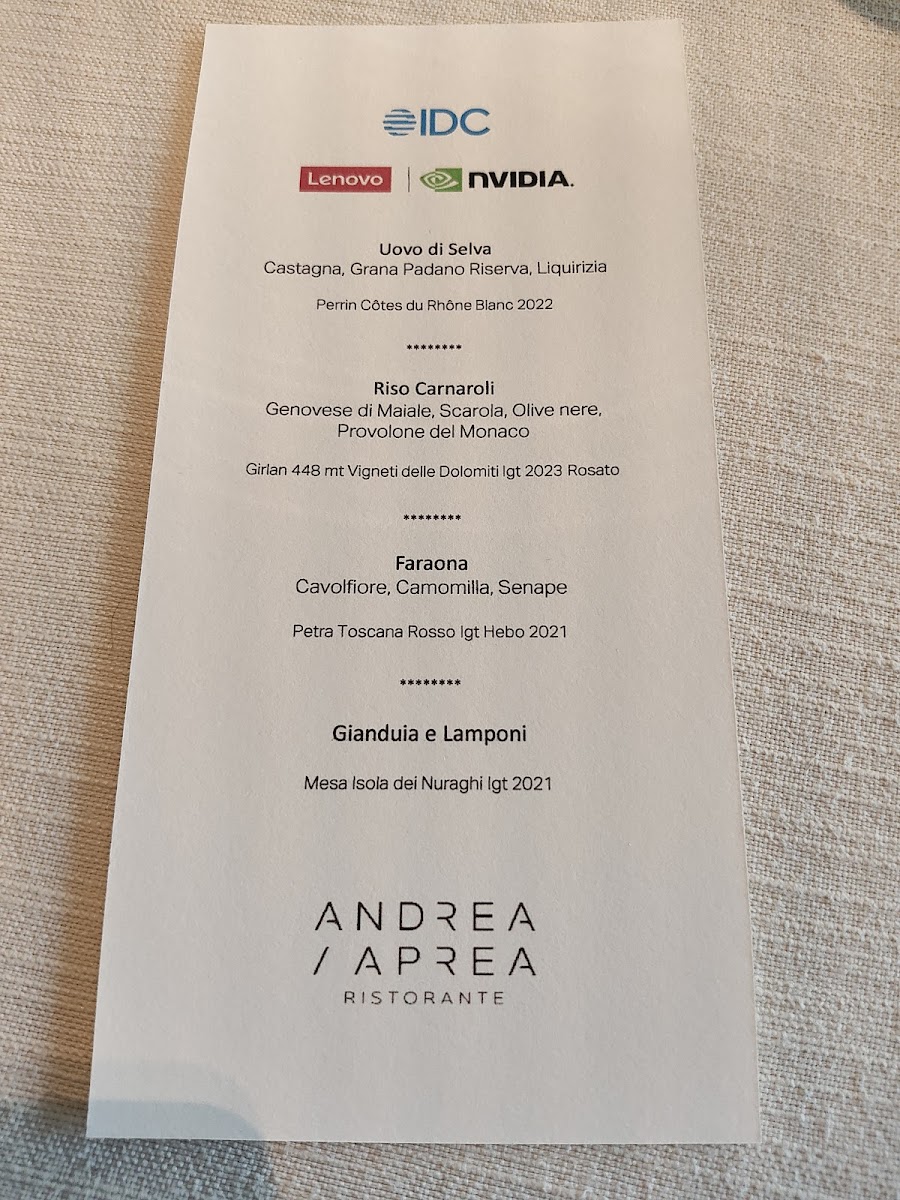 IDC
Lenovo | NVIDIA.
Uovo di Selva
Castagna, Grana Padano Riserva, Liquirizia
Perrin Côtes du Rhône Blanc 2022
********
Riso Carnaroli
Genovese di Maiale, Scarola, Olive nere,
Provolone del Monaco
Girlan 448 mt Vigneti delle Dolomiti Igt 2023 Rosato
********
Faraona
Cavolfiore, Camomilla, Senape
Petra Toscana Rosso Igt Hebo 2021
********
Gianduia e Lamponi
Mesa Isola dei Nuraghi Igt 2021
ANDREA
/ APREA
RISTORANTE